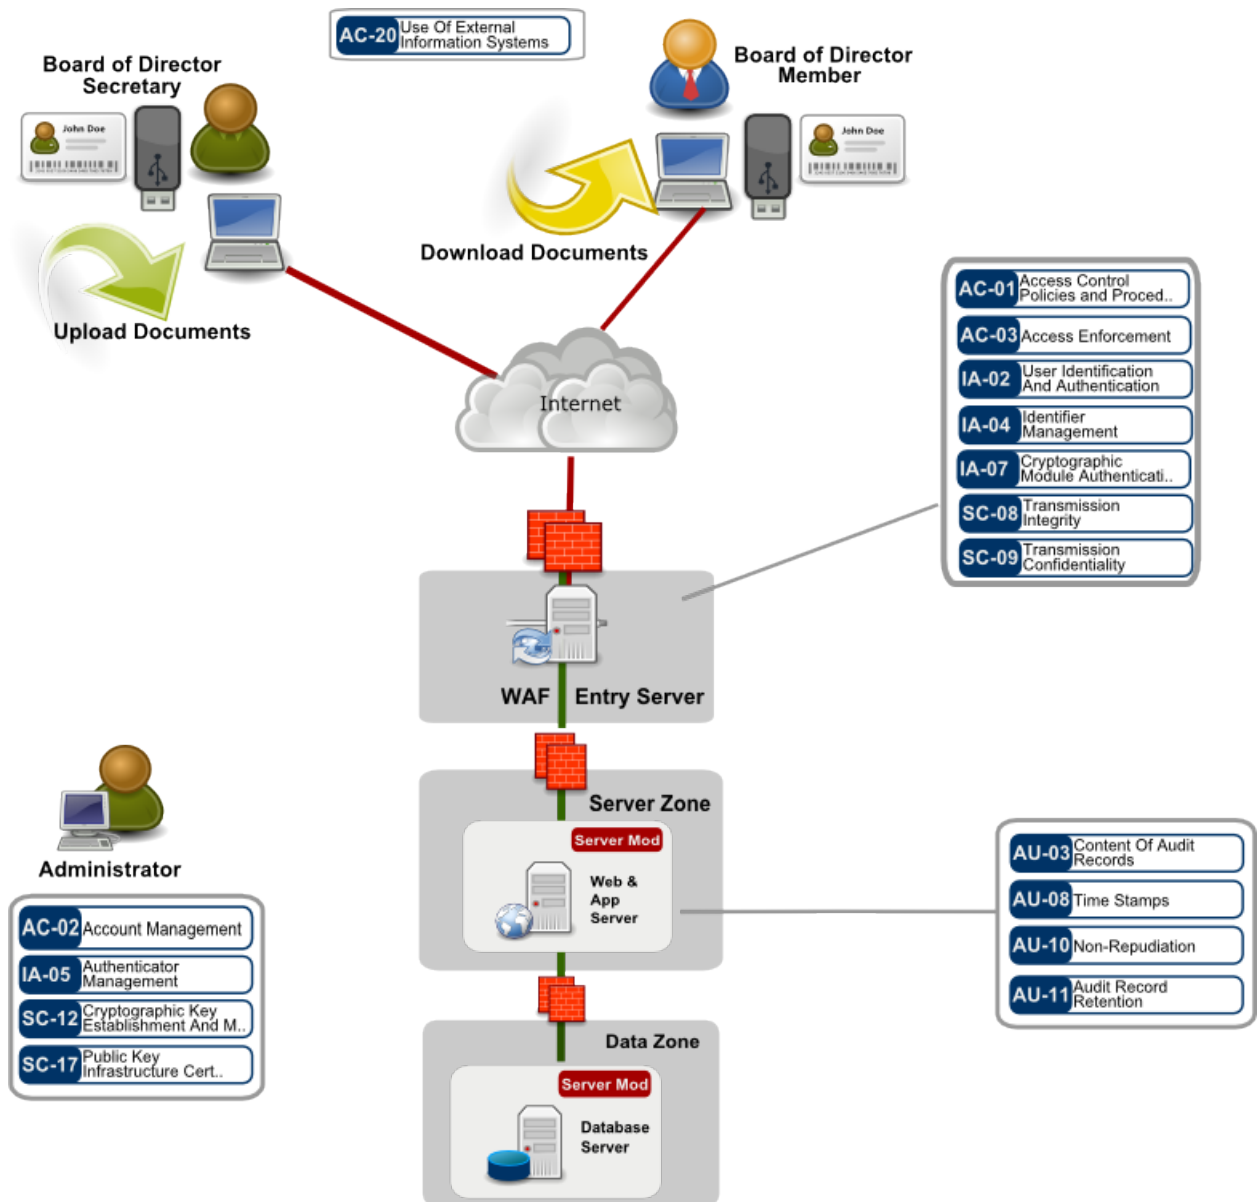 AC-20 Use Of External
Information Systems
Board of Director
Secretary
John Doe
Board of Director
Member
John Doe
Upload Documents
Download Documents
Internet
AC-01 Access Control
Policies and Proced..
AC-03 Access Enforcement
IA-02 User Identification
And Authentication
IA-04 Identifier
Management
IA-07 Cryptographic
Module Authenticati..
SC-08 Transmission
Integrity
SC-09 Transmission
Confidentiality
WAF Entry Server
Server Zone
Server Mod
Web &
App
Server
Administrator
AC-02 Account Management
IA-05 Authenticator
Management
SC-12 Cryptographic Key
Establishment And M..
SC-17 Public Key
Infrastructure Cert..
AU-03 Content Of Audit
Records
AU-08 Time Stamps
AU-10 Non-Repudiation
AU-11 Audit Record
Retention
Data Zone
Server Mod
Database
Server